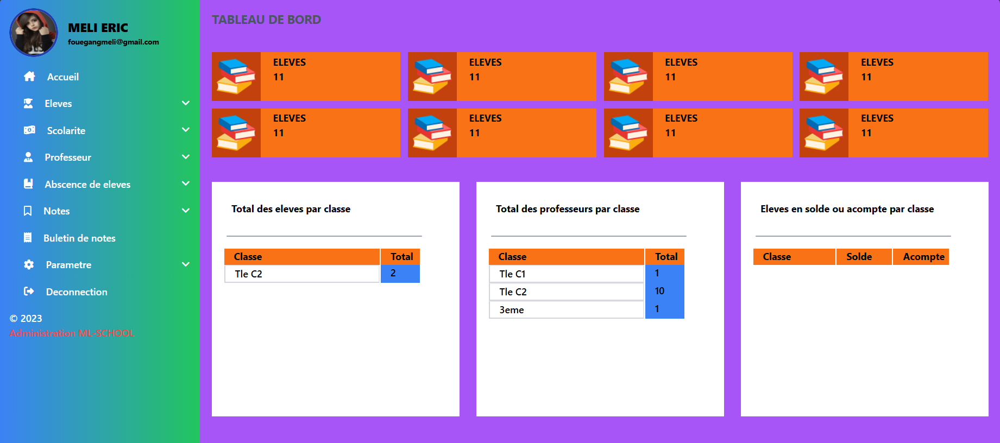 MELI ERIC
fouegangmeli@gmail.com
Accueil
Eleves
Scolarite
Professeur
Abscence de eleves
Notes
Buletin de notes
Parametre
Deconnection
© 2023
Administration ML-SCHOOL
TABLEAU DE BORD
ELEVES
11
ELEVES
11
ELEVES
11
ELEVES
11
ELEVES
11
ELEVES
11
ELEVES
11
ELEVES
11
Total des eleves par classe
Classe Total
Tle C2 2
Total des professeurs par classe
Classe Total
Tle C1 1
Tle C2 10
3eme 1
Eleves en solde ou acompte par classe
Classe Solde Acompte